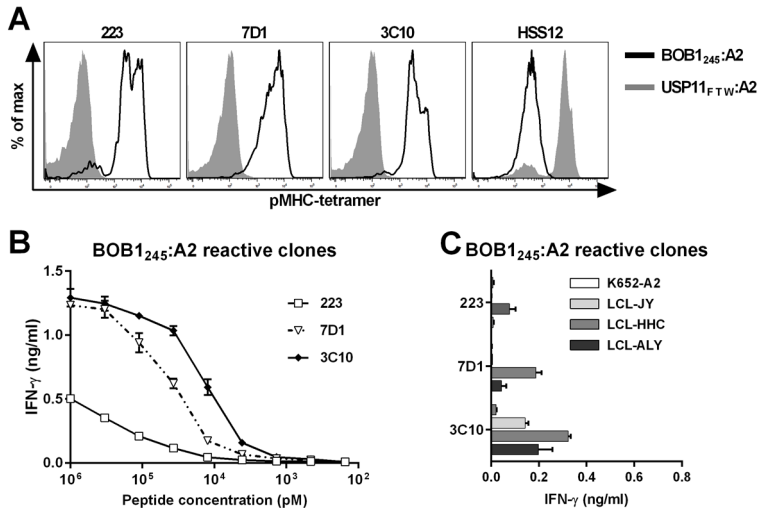 A
223
7D1
3C10
HSS12
BOB1245:A2
USP11FTW:A2
% of max
pMHC-tetramer
B
BOB1245:A2 reactive clones
IFN-γ (ng/ml)
1.5
1.0
0.5
0.0
223
7D1
3C10
10⁶
10⁵
10⁴
10³
10²
Peptide concentration (pM)
C
BOB1245:A2 reactive clones
K652-A2
LCL-JY
LCL-HHC
LCL-ALY
223
7D1
3C10
0.0
0.2
0.4
0.6
0.8
IFN-γ (ng/ml)